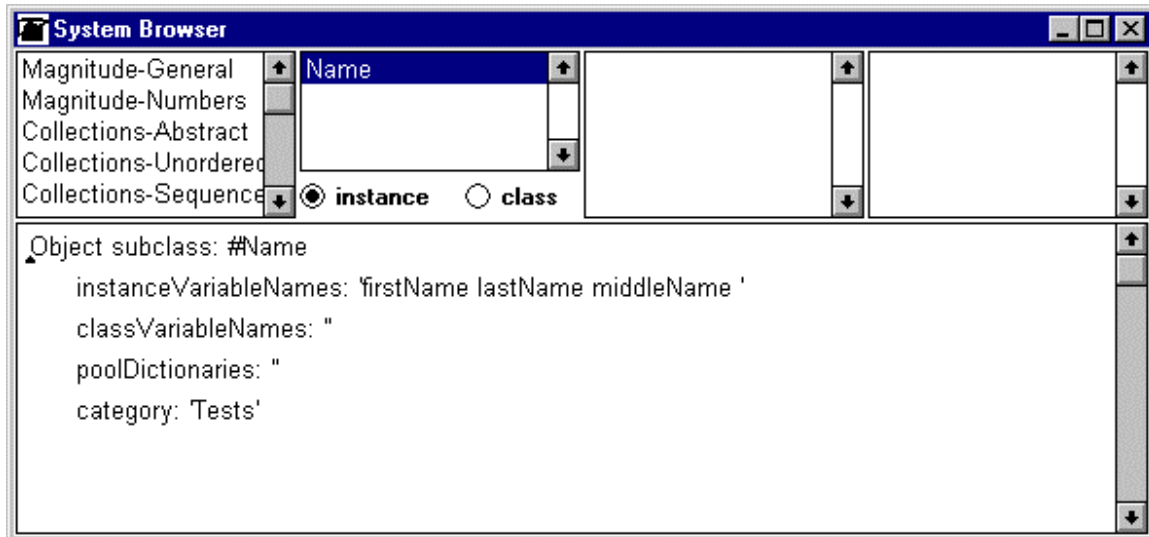 System Browser
Magnitude-General
Magnitude-Numbers
Collections-Abstract
Collections-Unordered
Collections-Sequence
Name
instance
class
Object subclass: #Name
instanceVariableNames: 'firstName lastName middleName '
classVariableNames: ''
poolDictionaries: ''
category: 'Tests'